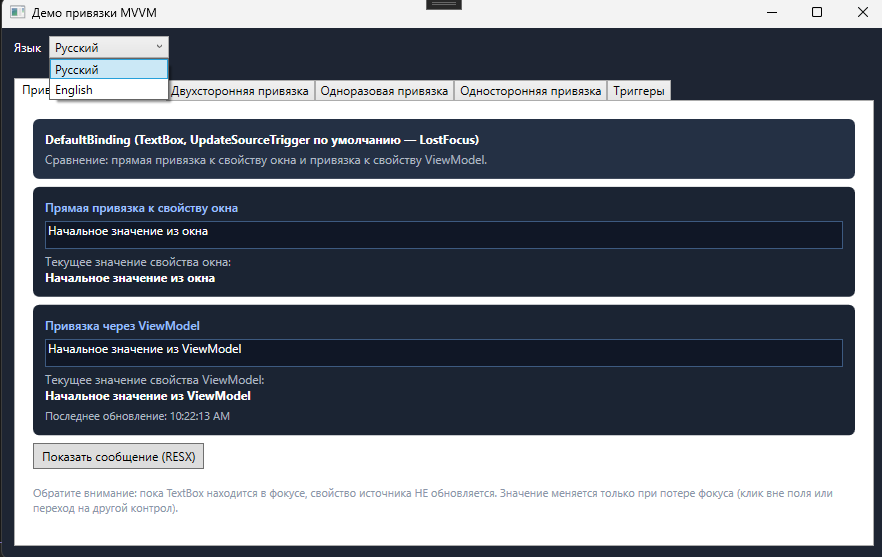 Демо привязки MVVM
Язык Русский
Русский
English
Двухсторонняя привязка Одноразовая привязка Односторонняя привязка Триггеры
DefaultBinding (TextBox, UpdateSourceTrigger по умолчанию — LostFocus)
Сравнение: прямая привязка к свойству окна и привязка к свойству ViewModel.
Прямая привязка к свойству окна
Начальное значение из окна
Текущее значение свойства окна:
Начальное значение из окна
Привязка через ViewModel
Начальное значение из ViewModel
Текущее значение свойства ViewModel:
Начальное значение из ViewModel
Последнее обновление: 10:22:13 AM
Показать сообщение (RESX)
Обратите внимание: пока TextBox находится в фокусе, свойство источника НЕ обновляется. Значение меняется только при потере фокуса (клик вне поля или
переход на другой контрол).